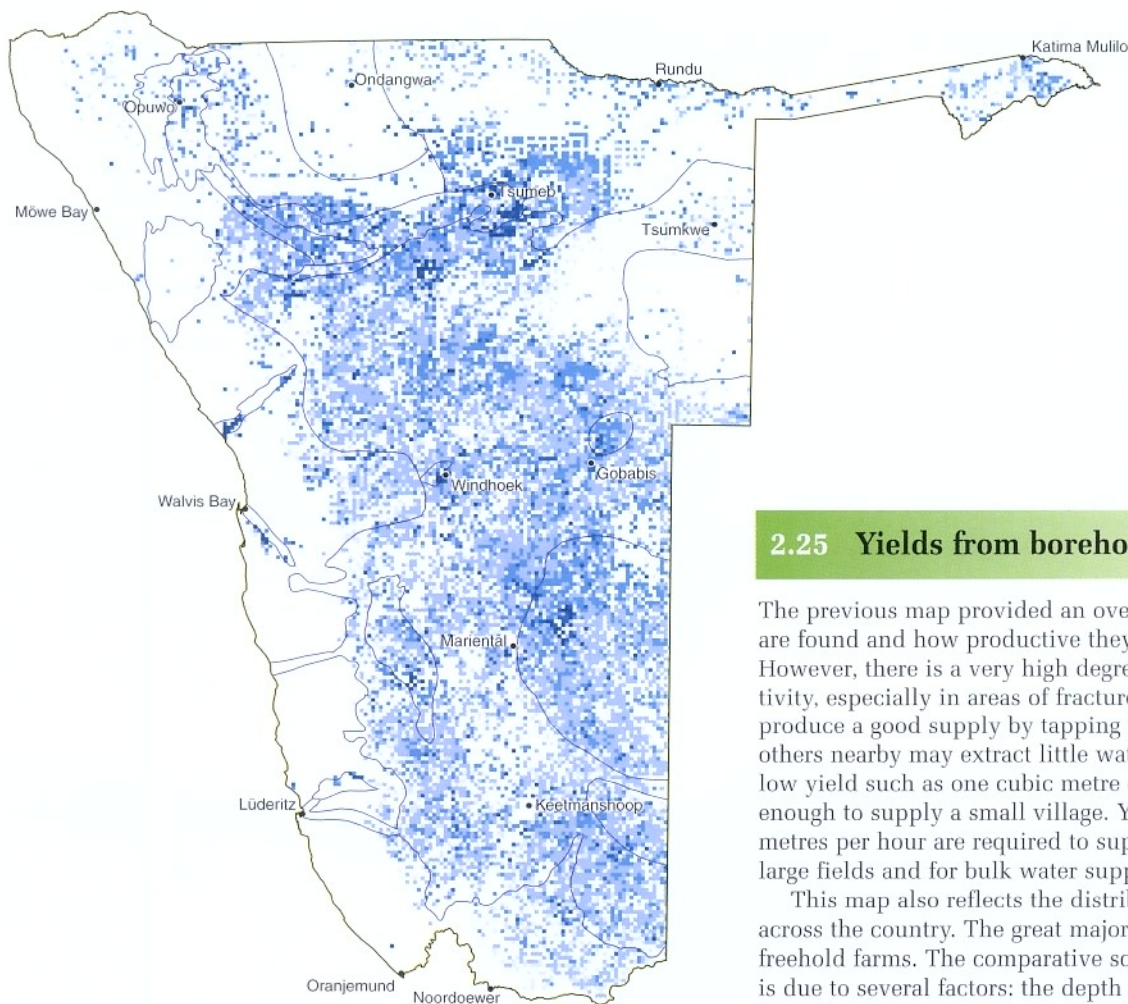 Katima Mulilo
Rundu
Ondangwa
Opuwo
Tsumeb
Möwe Bay
Tsumkwe
Gobabis
Windhoek
Walvis Bay
Mariental
Lüderitz
Keetmanshoop
Oranjemund
Noordoewer
2.25 Yields from boreho
The previous map provided an ove
are found and how productive they
However, there is a very high degre
tivity, especially in areas of fracture
produce a good supply by tapping
others nearby may extract little wat
low yield such as one cubic metre
enough to supply a small village. Y
metres per hour are required to sup
large fields and for bulk water supp
This map also reflects the distrib
across the country. The great major
freehold farms. The comparative sc
is due to several factors: the depth